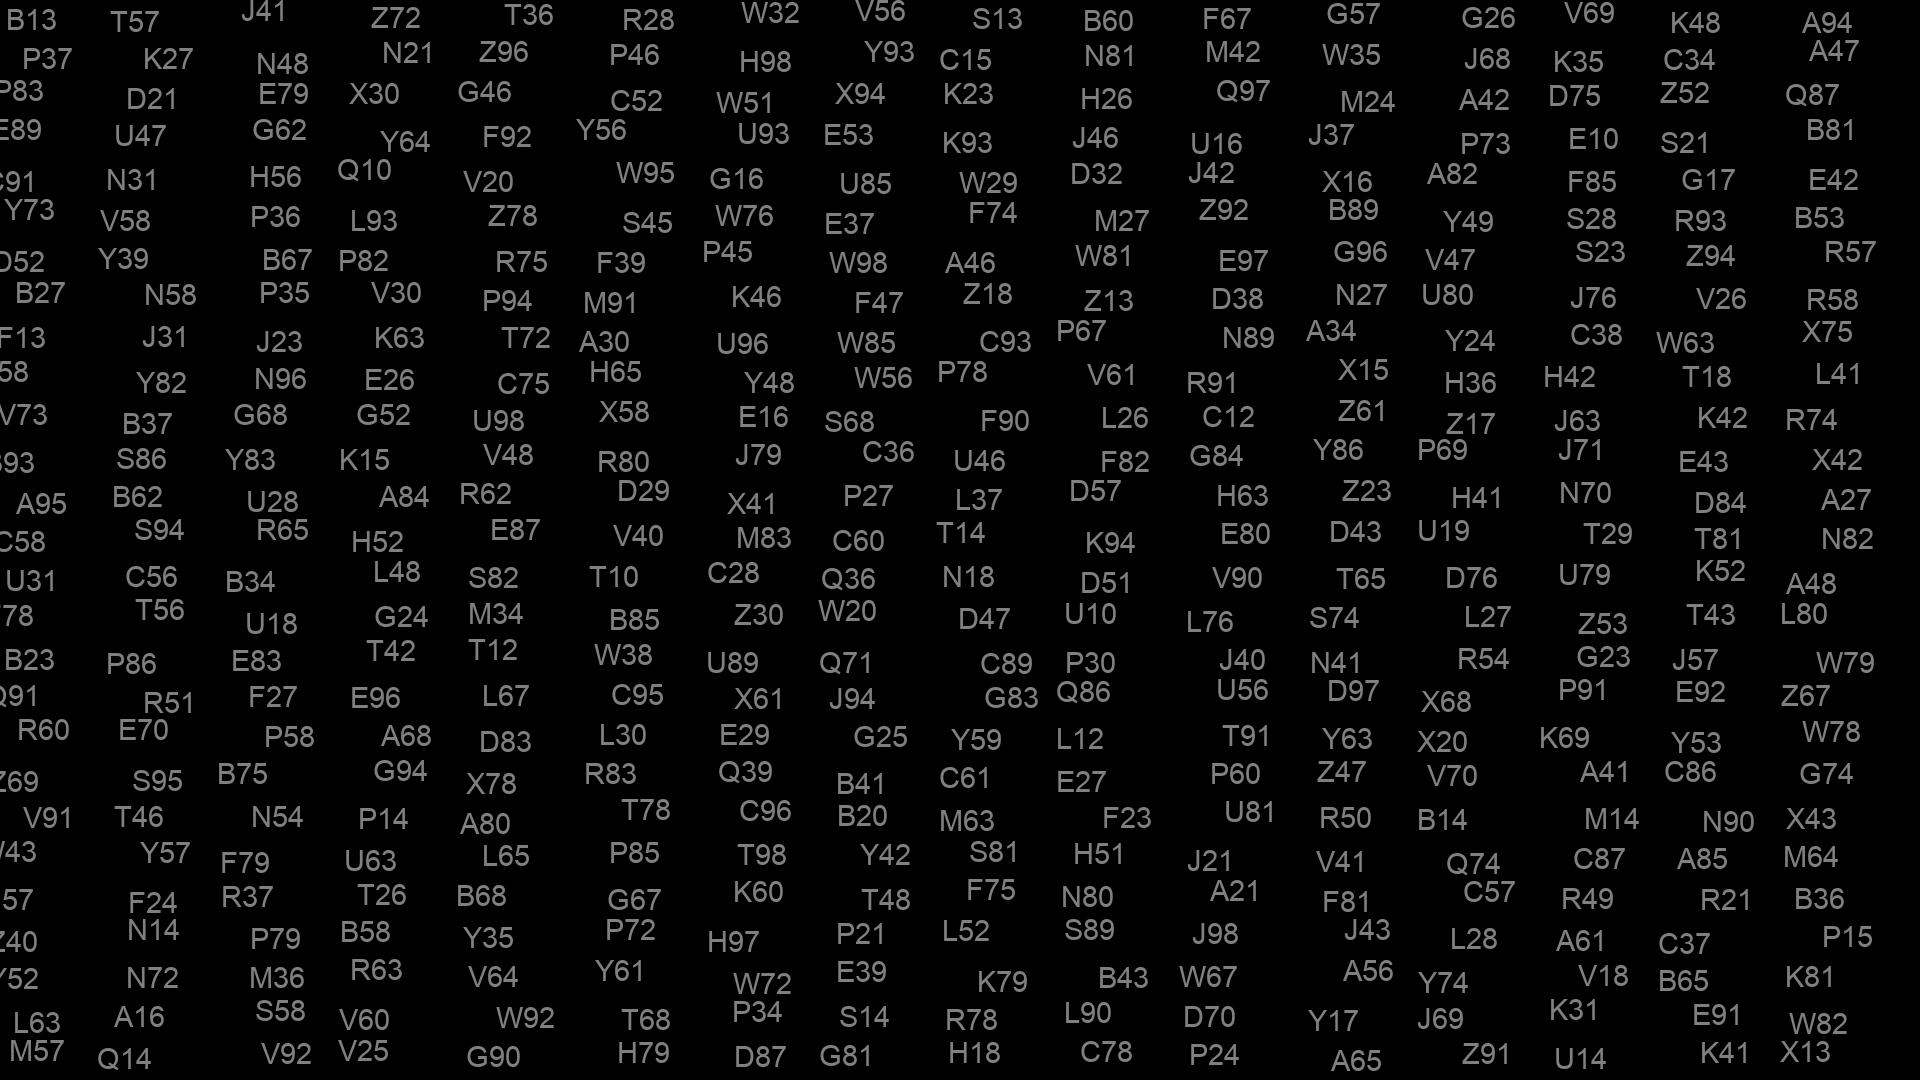 B13 T57 J41 Z72 T36 R28 W32 V56 S13 B60 F67 G57 G26 V69 K48 A94
P37 K27 N48 N21 Z96 P46 H98 Y93 C15 N81 M42 W35 J68 K35 C34 A47
P83 D21 E79 X30 G46 C52 W51 X94 K23 H26 Q97 M24 A42 D75 Z52 Q87
E89 U47 G62 Y64 F92 Y56 U93 E53 K93 J46 U16 J37 P73 E10 S21 B81
91 N31 H56 Q10 V20 W95 G16 U85 W29 D32 J42 X16 A82 F85 G17 E42
Y73 V58 P36 L93 Z78 S45 W76 E37 F74 M27 Z92 B89 Y49 S28 R93 B53
D52 Y39 B67 P82 R75 F39 P45 W98 A46 W81 E97 G96 V47 S23 Z94 R57
B27 N58 P35 V30 P94 M91 K46 F47 Z18 Z13 D38 N27 U80 J76 V26 R58
F13 J31 J23 K63 T72 A30 U96 W85 C93 P67 N89 A34 Y24 C38 W63 X75
58 Y82 N96 E26 C75 H65 Y48 W56 P78 V61 R91 X15 H36 H42 T18 L41
V73 B37 G68 G52 U98 X58 E16 S68 F90 L26 C12 Z61 Z17 J63 K42 R74
93 S86 Y83 K15 V48 R80 J79 C36 U46 F82 G84 Y86 P69 J71 E43 X42
A95 B62 U28 A84 R62 D29 X41 P27 L37 D57 H63 Z23 H41 N70 D84 A27
C58 S94 R65 H52 E87 V40 M83 C60 T14 K94 E80 D43 U19 T29 T81 N82
U31 C56 B34 L48 S82 T10 C28 Q36 N18 D51 V90 T65 D76 U79 K52 A48
78 T56 U18 G24 M34 B85 Z30 W20 D47 U10 L76 S74 L27 Z53 T43 L80
B23 P86 E83 T42 T12 W38 U89 Q71 C89 P30 J40 N41 R54 G23 J57 W79
Q91 R51 F27 E96 L67 C95 X61 J94 G83 Q86 U56 D97 X68 P91 E92 Z67
R60 E70 P58 A68 D83 L30 E29 G25 Y59 L12 T91 Y63 X20 K69 Y53 W78
Z69 S95 B75 G94 X78 R83 Q39 B41 C61 E27 P60 Z47 V70 A41 C86 G74
V91 T46 N54 P14 A80 T78 C96 B20 M63 F23 U81 R50 B14 M14 N90 X43
43 Y57 F79 U63 L65 P85 T98 Y42 S81 H51 J21 V41 Q74 C87 A85 M64
57 F24 R37 T26 B68 G67 K60 T48 F75 N80 A21 F81 C57 R49 R21 B36
Z40 N14 P79 B58 Y35 P72 H97 P21 L52 S89 J98 J43 L28 A61 C37 P15
Y52 N72 M36 R63 V64 Y61 W72 E39 K79 B43 W67 A56 Y74 V18 B65 K81
L63 A16 S58 V60 W92 T68 P34 S14 R78 L90 D70 Y17 J69 K31 E91 W82
M57 Q14 V92 V25 G90 H79 D87 G81 H18 C78 P24 A65 Z91 U14 K41 X13